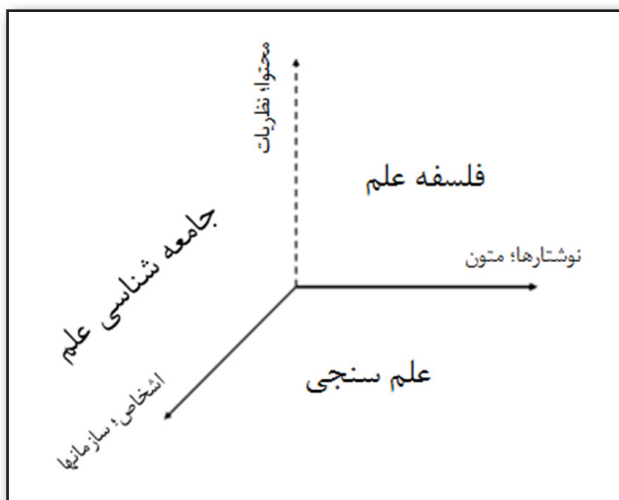 محتوا؛ نظریات
فلسفه علم
جامعه شناسی علم
نوشتارها؛ متون
علم سنجی
اشخاص؛ سازمانها